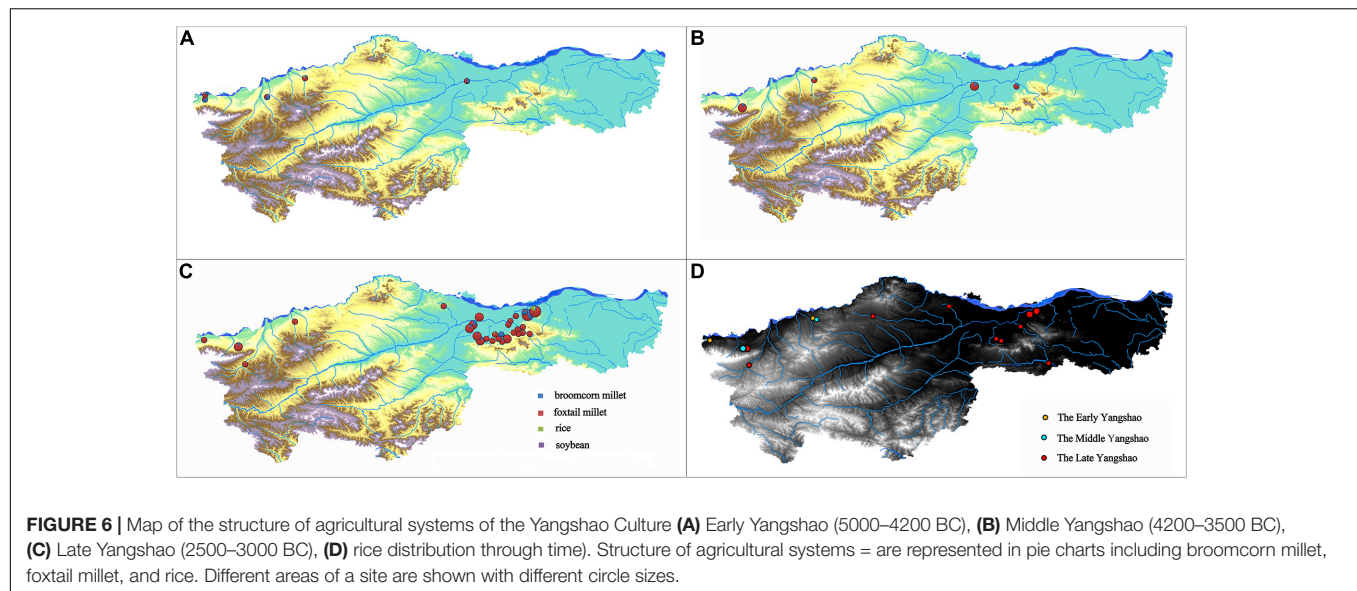 A
B
C
broomcorn millet
foxtail millet
rice
soybean
D
The Early Yangshao
The Middle Yangshao
The Late Yangshao
FIGURE 6 | Map of the structure of agricultural systems of the Yangshao Culture (A) Early Yangshao (5000–4200 BC), (B) Middle Yangshao (4200–3500 BC),
(C) Late Yangshao (2500–3000 BC), (D) rice distribution through time). Structure of agricultural systems = are represented in pie charts including broomcorn millet,
foxtail millet, and rice. Different areas of a site are shown with different circle sizes.